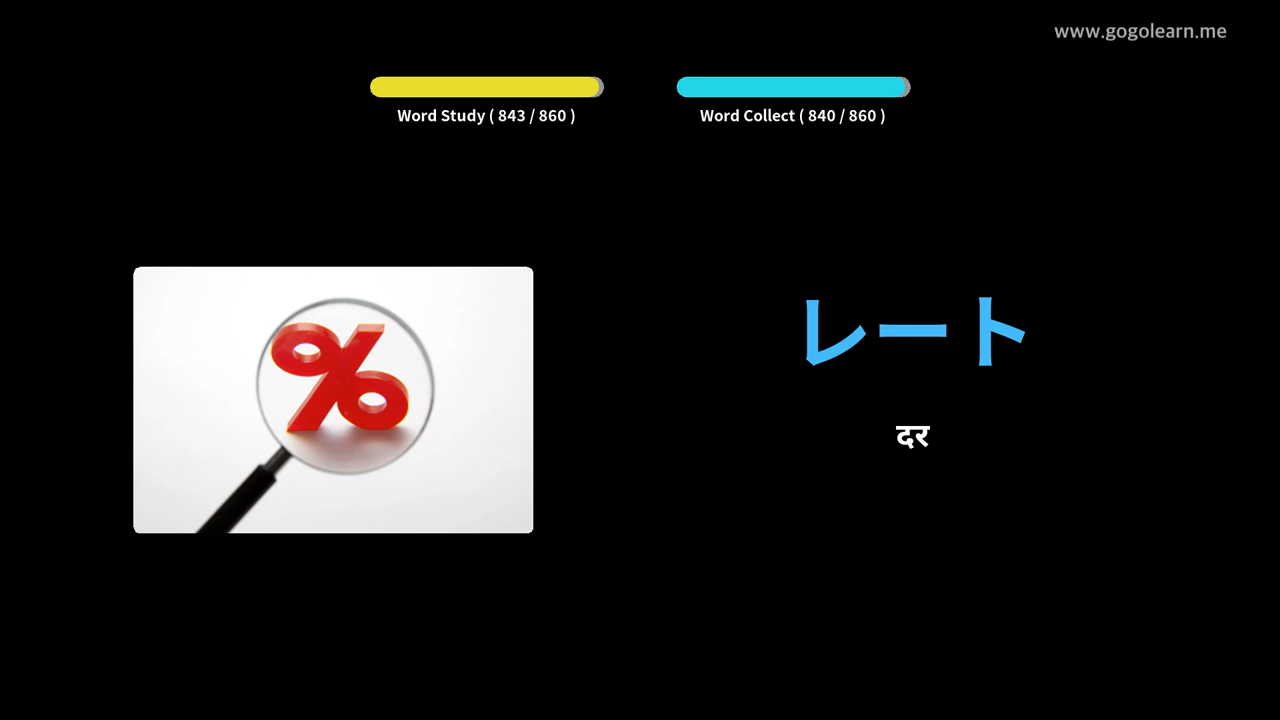 www.gogolearn.me
Word Study ( 843 / 860 )
Word Collect ( 840 / 860 )
%
レート
दर